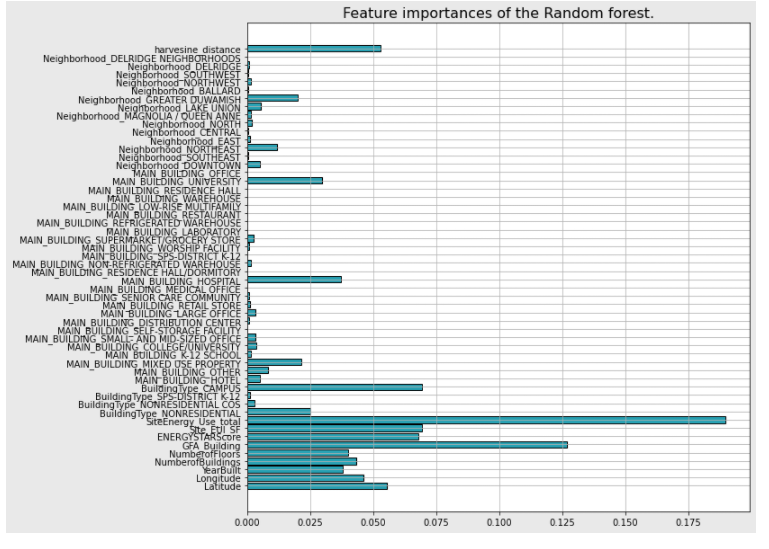 Feature importances of the Random forest.
harvesine_distance
Neighborhood_DELRIDGE NEIGHBORHOODS
Neighborhood_DELRIDGE
Neighborhood_SOUTHWEST
Neighborhood_NORTHWEST
Neighborhood_BALLARD
Neighborhood_GREATER DUWAMISH
Neighborhood_LAKE UNION
Neighborhood_MAGNOLIA / QUEEN ANNE
Neighborhood_NORTH
Neighborhood_CENTRAL
Neighborhood_EAST
Neighborhood_NORTHEAST
Neighborhood_SOUTHEAST
Neighborhood_DOWNTOWN
MAIN_BUILDING_OFFICE
MAIN_BUILDING_UNIVERSITY
MAIN_BUILDING_RESIDENCE HALL
MAIN_BUILDING_WAREHOUSE
MAIN_BUILDING_LOW-RISE MULTIFAMILY
MAIN_BUILDING_RESTAURANT
MAIN_BUILDING_REFRIGERATED WAREHOUSE
MAIN_BUILDING_LABORATORY
MAIN_BUILDING_SUPERMARKET/GROCERY STORE
MAIN_BUILDING_WORSHIP FACILITY
MAIN_BUILDING_SPS-DISTRICT K-12
MAIN_BUILDING_NON-REFRIGERATED WAREHOUSE
MAIN_BUILDING_RESIDENCE HALL/DORMITORY
MAIN_BUILDING_HOSPITAL
MAIN_BUILDING_MEDICAL OFFICE
MAIN_BUILDING_SENIOR CARE COMMUNITY
MAIN_BUILDING_RETAIL STORE
MAIN_BUILDING_LARGE OFFICE
MAIN_BUILDING_DISTRIBUTION CENTER
MAIN_BUILDING_SELF-STORAGE FACILITY
MAIN_BUILDING_SMALL- AND MID-SIZED OFFICE
MAIN_BUILDING_COLLEGE/UNIVERSITY
MAIN_BUILDING_K-12 SCHOOL
MAIN_BUILDING_MIXED USE PROPERTY
MAIN_BUILDING_OTHER
MAIN_BUILDING_HOTEL
BuildingType_CAMPUS
BuildingType_SPS-DISTRICT K-12
BuildingType_NONRESIDENTIAL COS
BuildingType_NONRESIDENTIAL
SiteEnergy_Use_total
Site_EUI_SF
ENERGYSTARScore
GFA_Building
NumberofFloors
NumberofBuildings
YearBuilt
Longitude
Latitude
0.000 0.025 0.050 0.075 0.100 0.125 0.150 0.175